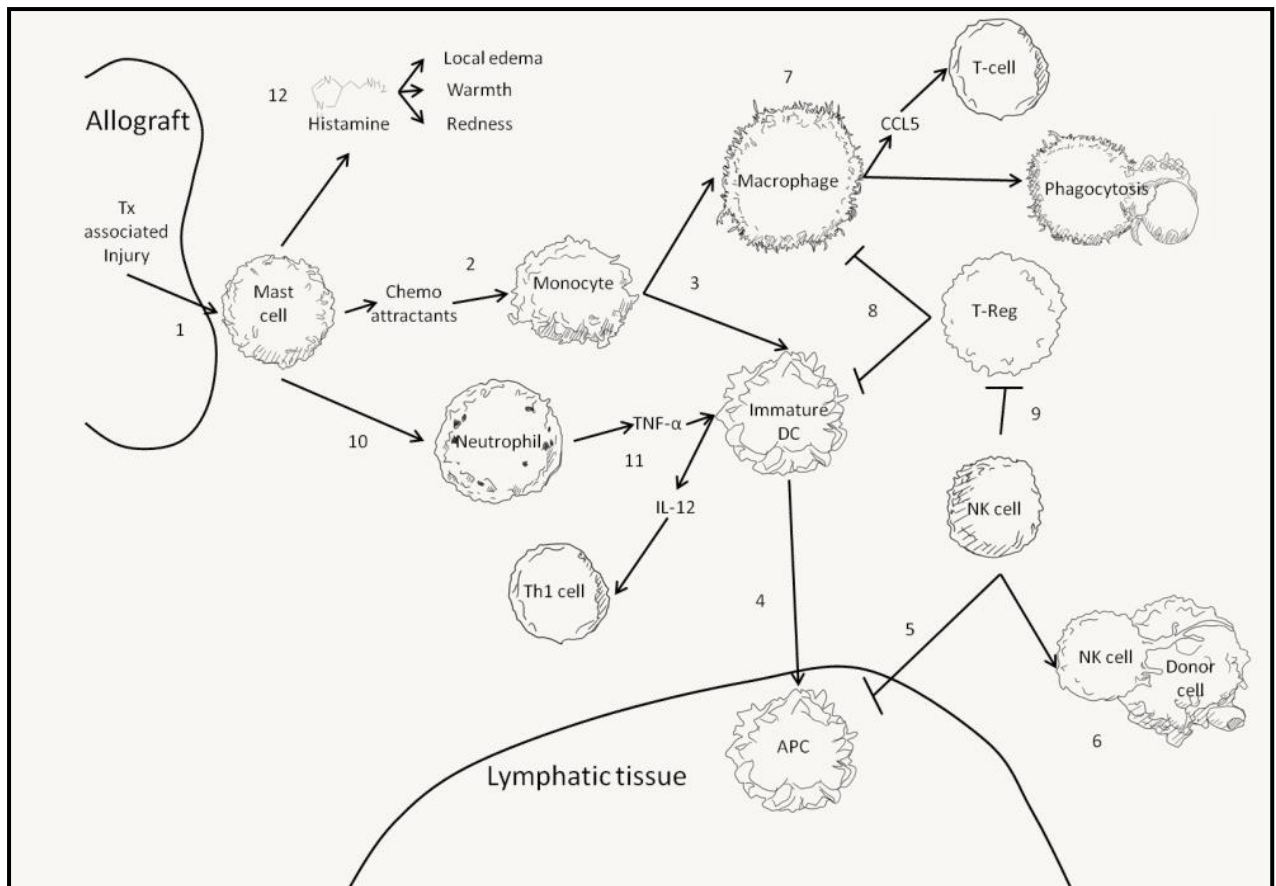 Allograft
Tx
associated
Injury
1
Mast
cell
12
N
N
NH2
Histamine
Local edema
Warmth
Redness
Chemo
attractants
2
Monocyte
3
7
Macrophage
CCL5
T-cell
Phagocytosis
8
T-Reg
9
NK cell
10
Neutrophil
TNF-α
11
IL-12
Th1 cell
Immature
DC
4
5
NK cell
Donor
cell
6
APC
Lymphatic tissue